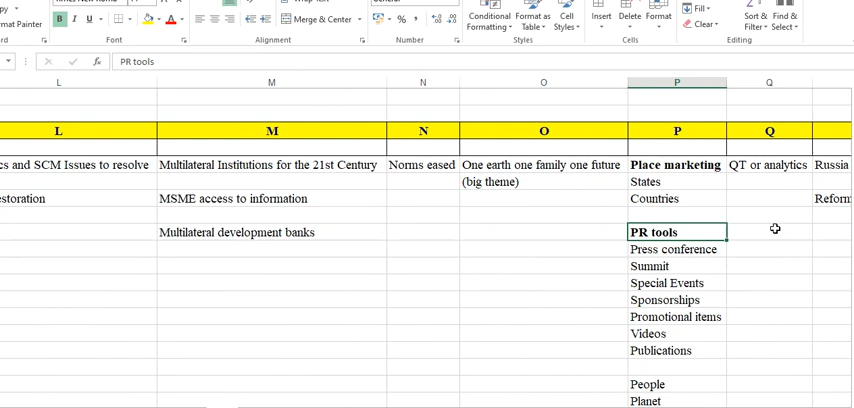 Merge & Center
Conditional Formatting
Format as Table
Cell Styles
Insert
Delete
Format
Fill
Clear
Sort & Filter
Find & Select
Format Painter
Font
Alignment
Number
Styles
Cells
Editing
fx PR tools
L M N O P Q
L M N O P Q
cs and SCM Issues to resolve Multilateral Institutions for the 21st Century Norms eased One earth one family one future Place marketing QT or analytics Russia
(big theme) States
estoration MSME access to information Countries Reform
Multilateral development banks PR tools
Press conference
Summit
Special Events
Sponsorships
Promotional items
Videos
Publications
People
Planet